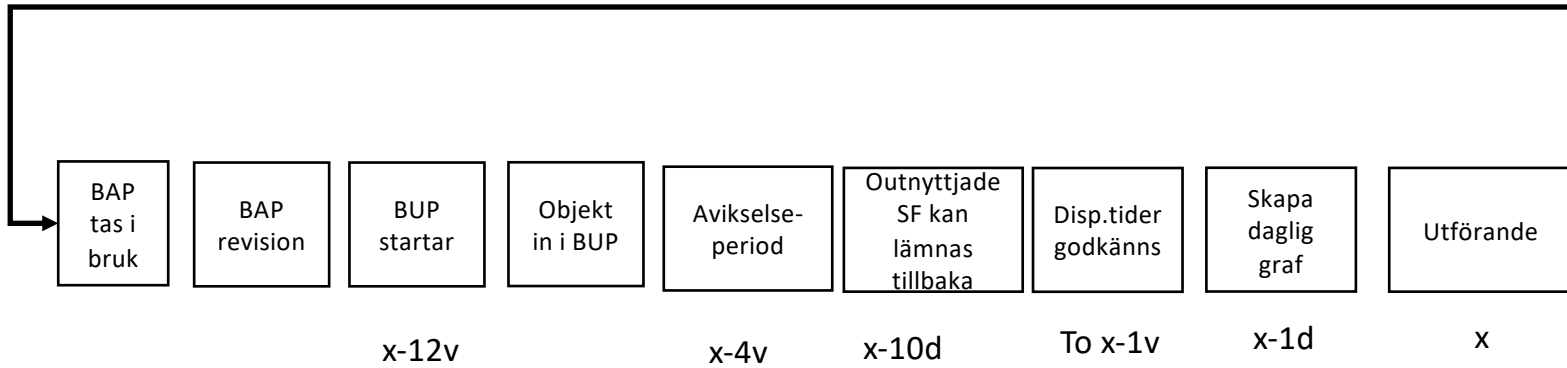 BAP
tas i
bruk
BAP
revision
BUP
startar
Objekt
in i BUP
Avikselse-
period
Outnyttjade
SF kan
lämnas
tillbaka
Disp.tider
godkänns
Skapa
daglig
graf
Utförande
x-12v
x-4v
x-10d
To x-1v
x-1d
x